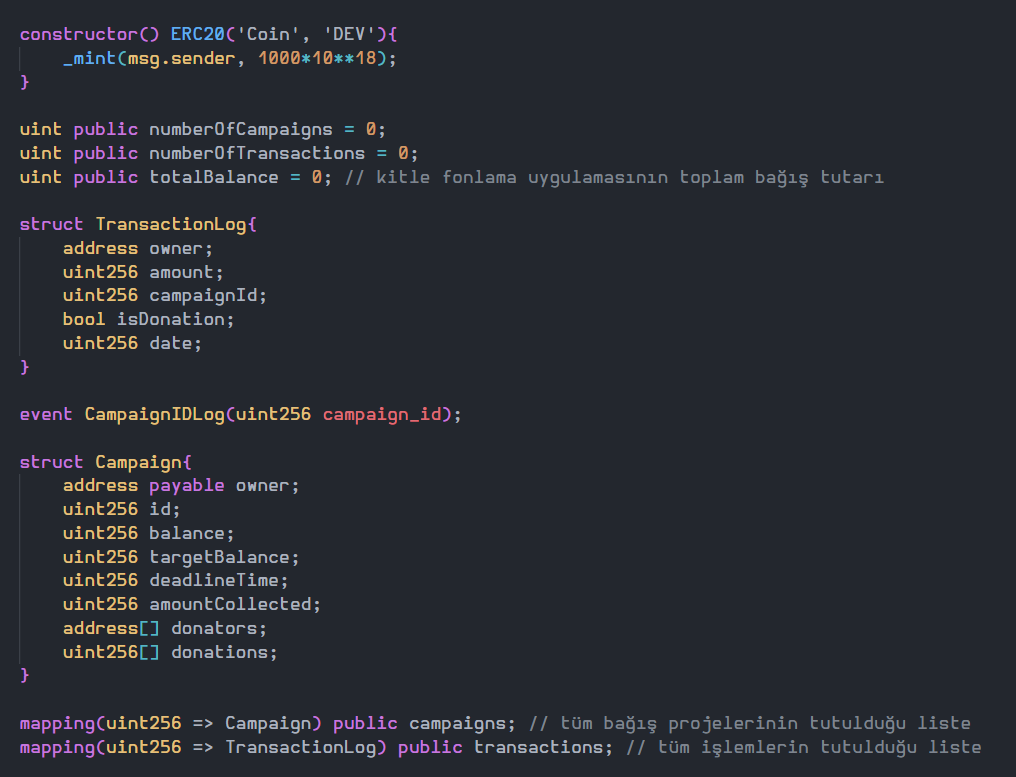 constructor() ERC20('Coin', 'DEV'){
    _mint(msg.sender, 1000*10**18);
}
uint public numberOfCampaigns = 0;
uint public numberOfTransactions = 0;
uint public totalBalance = 0; // kitle fonlama uygulamasının toplam bağış tutarı
struct TransactionLog{
    address owner;
    uint256 amount;
    uint256 campaignId;
    bool isDonation;
    uint256 date;
}
event CampaignIDLog(uint256 campaign_id);
struct Campaign{
    address payable owner;
    uint256 id;
    uint256 balance;
    uint256 targetBalance;
    uint256 deadlineTime;
    uint256 amountCollected;
    address[] donators;
    uint256[] donations;
}
mapping(uint256 => Campaign) public campaigns; // tüm bağış projelerinin tutulduğu liste
mapping(uint256 => TransactionLog) public transactions; // tüm işlemlerin tutulduğu liste